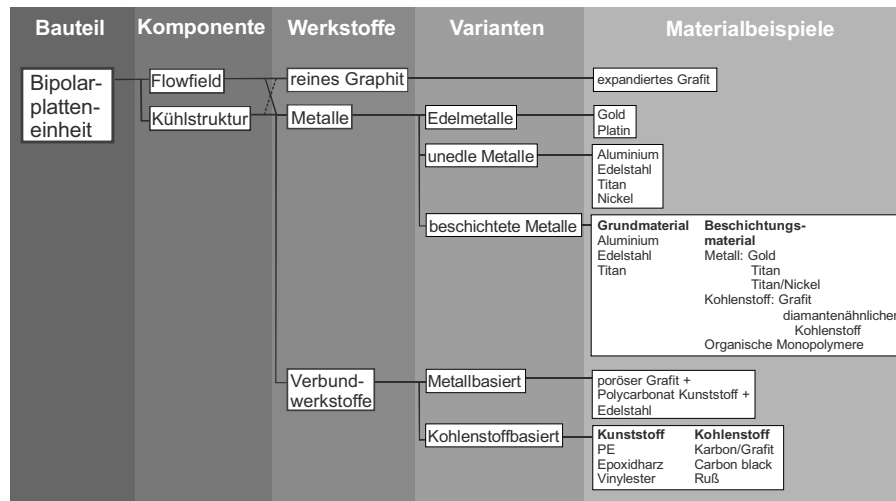 Bauteil Komponente Werkstoffe Varianten Materialbeispiele
Bipolar-
platten-
einheit
Flowfield
Kühlstruktur
reines Graphit
Metalle
Verbund-
werkstoffe
Edelmetalle
unedle Metalle
beschichtete Metalle
Metallbasiert
Kohlenstoffbasiert
expandiertes Grafit
Gold
Platin
Aluminium
Edelstahl
Titan
Nickel
Grundmaterial
Aluminium
Edelstahl
Titan
Beschichtungs-
material
Metall: Gold
Titan
Titan/Nickel
Kohlenstoff: Grafit
diamantenähnlicher
Kohlenstoff
Organische Monopolymere
poröser Grafit +
Polycarbonat Kunststoff +
Edelstahl
Kunststoff
PE
Epoxidharz
Vinylester
Kohlenstoff
Karbon/Grafit
Carbon black
Ruß